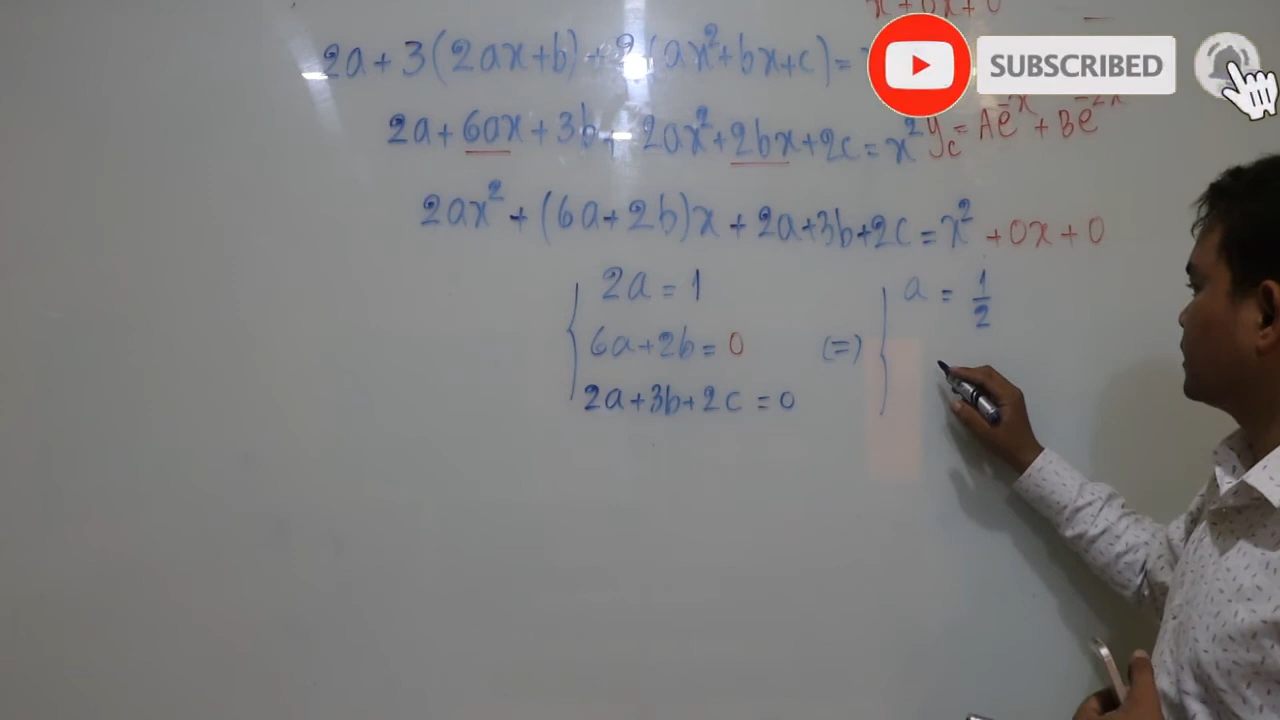 x + 0x + 0
2a + 3(2ax+b) + 2(ax²+bx+c) =
SUBSCRIBED
2a + 6ax + 3b + 2ax² + 2bx + 2c = x²
y_c = Ae^-x + Be^-2x
2ax² + (6a+2b)x + 2a+3b+2c = x² + 0x + 0
2a = 1
a = 1/2
6a+2b = 0 (=)
2a+3b+2c = 0